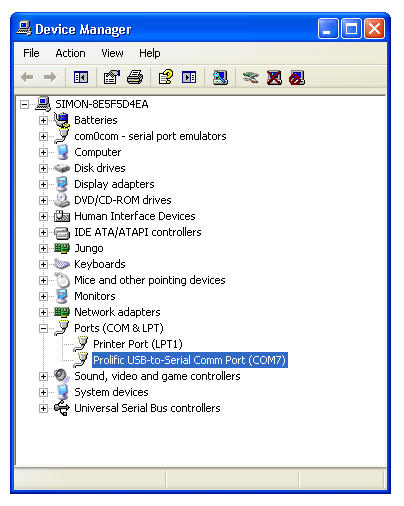 Device Manager
File Action View Help
SIMON-8E5F5D4EA
Batteries
com0com - serial port emulators
Computer
Disk drives
Display adapters
DVD/CD-ROM drives
Human Interface Devices
IDE ATA/ATAPI controllers
Jungo
Keyboards
Mice and other pointing devices
Monitors
Network adapters
Ports (COM & LPT)
Printer Port (LPT1)
Prolific USB-to-Serial Comm Port (COM7)
Sound, video and game controllers
System devices
Universal Serial Bus controllers